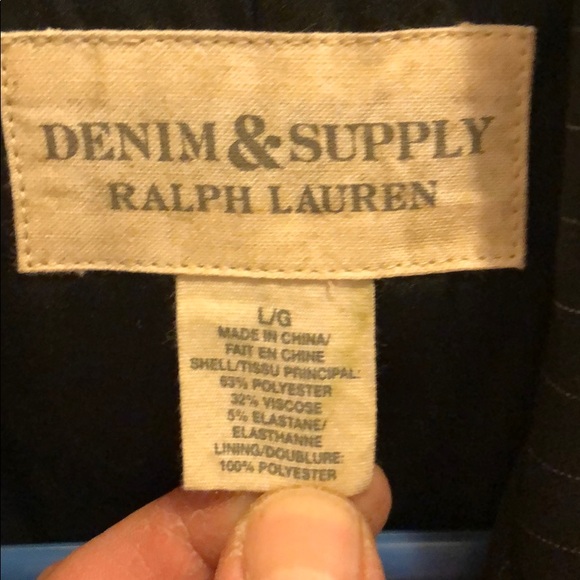 DENIM & SUPPLY
RALPH LAUREN
L/G
MADE IN CHINA/
FAIT EN CHINE
SHELL/TISSU PRINCIPAL:
63% POLYESTER
32% VISCOSE
5% ELASTANE/
ELASTHANNE
LINING/DOUBLURE:
100% POLYESTER